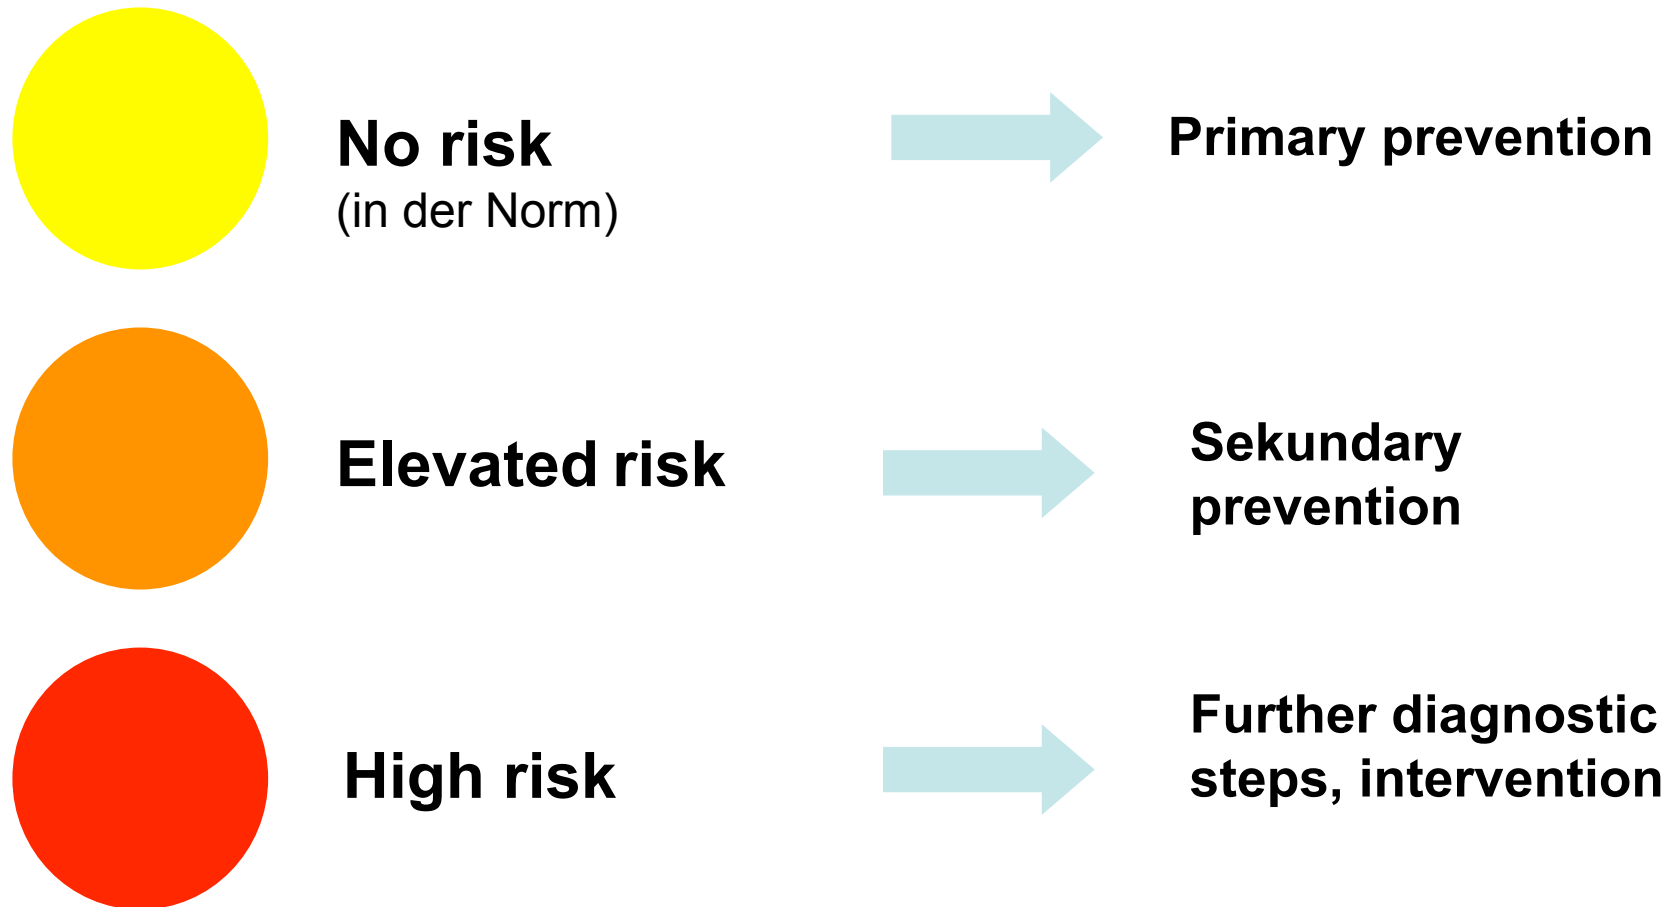 No risk
(in der Norm)
Primary prevention
Elevated risk
Sekundary
prevention
High risk
Further diagnostic
steps, intervention